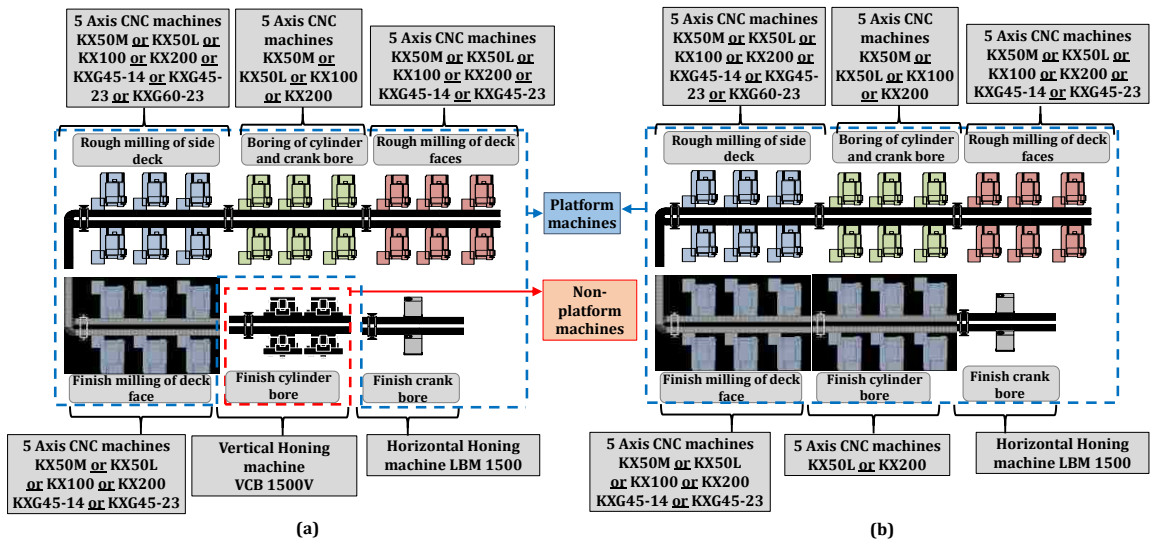 5 Axis CNC machines
KX50M or KX50L or
KX100 or KX200 or
KXG45-14 or KXG45-
23 or KXG60-23
5 Axis CNC
machines
KX50M or
KX50L or KX100
or KX200
5 Axis CNC machines
KX50M or KX50L or
KX100 or KX200 or
KXG45-14 or KXG45-23
Rough milling of side
deck
Boring of cylinder
and crank bore
Rough milling of deck
faces
Finish milling of deck
face
Finish cylinder
bore
Finish crank
bore
5 Axis CNC machines
KX50M or KX50L
or KX100 or KX200
KXG45-14 or KXG45-23
Vertical Honing
machine
VCB 1500V
Horizontal Honing
machine LBM 1500
(a)
Platform
machines
Non-
platform
machines
5 Axis CNC machines
KX50M or KX50L or
KX100 or KX200 or
KXG45-14 or KXG45-
23 or KXG60-23
5 Axis CNC
machines
KX50M or
KX50L or KX100
or KX200
5 Axis CNC machines
KX50M or KX50L or
KX100 or KX200 or
KXG45-14 or KXG45-23
Rough milling of side
deck
Boring of cylinder
and crank bore
Rough milling of deck
faces
Finish milling of deck
face
Finish cylinder
bore
Finish crank
bore
5 Axis CNC machines
KX50M or KX50L
or KX100 or KX200
KXG45-14 or KXG45-23
5 Axis CNC machines
KX50L or KX200
Horizontal Honing
machine LBM 1500
(b)